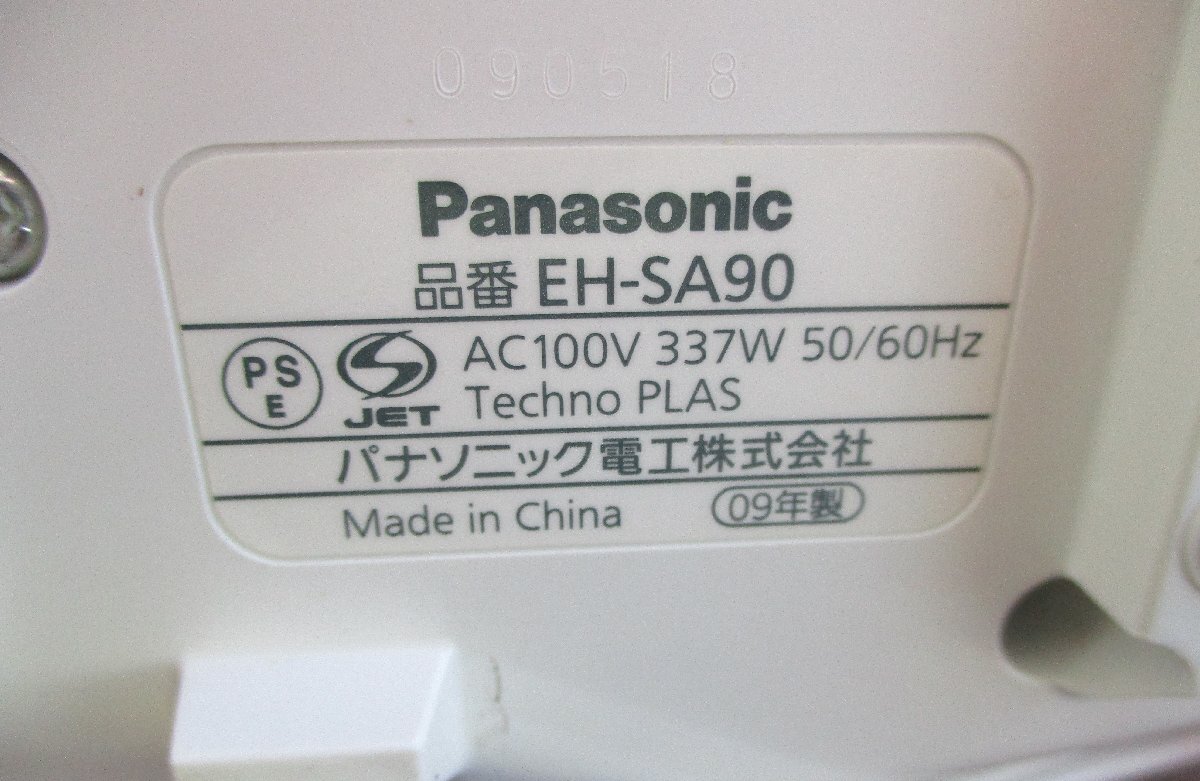 090518
Panasonic
品番 EH-SA90
PS
E
JET
AC100V 337W 50/60Hz
Techno PLAS
パナソニック電工株式会社
Made in China
09年製